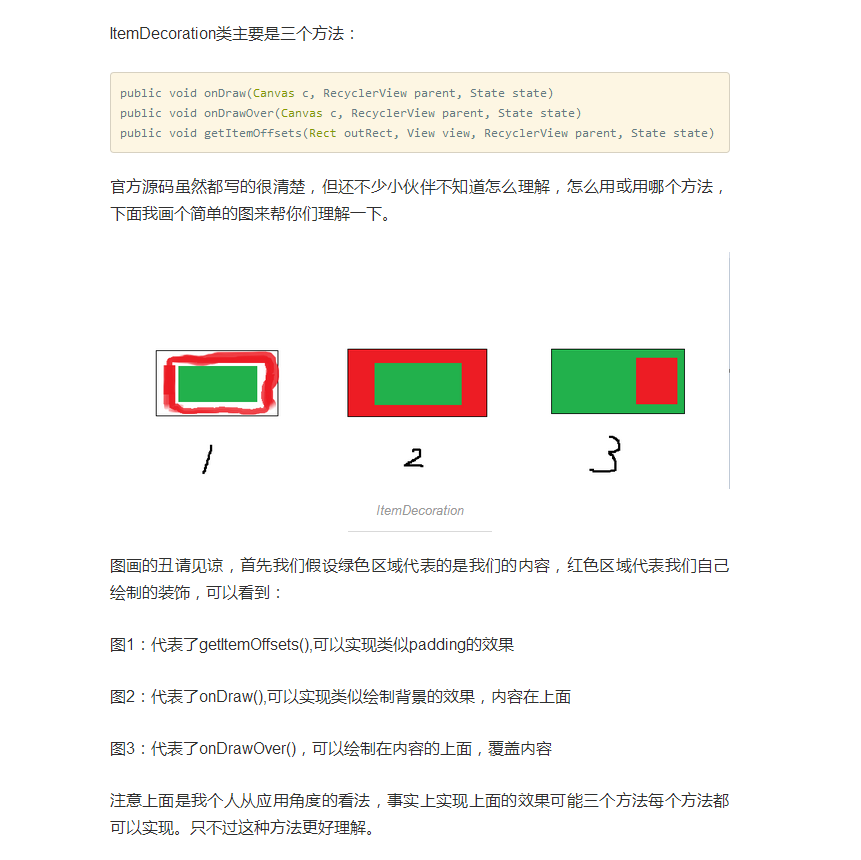 ItemDecoration类主要是三个方法：
public void onDraw(Canvas c, RecyclerView parent, State state)
public void onDrawOver(Canvas c, RecyclerView parent, State state)
public void getItemOffsets(Rect outRect, View view, RecyclerView parent, State state)
官方源码虽然都写的很清楚，但还不少小伙伴不知道怎么理解，怎么用或用哪个方法，
下面我画个简单的图来帮你们理解一下。
1 2 3
ItemDecoration
图画的丑请见谅，首先我们假设绿色区域代表的是我们的内容，红色区域代表我们自己
绘制的装饰，可以看到：
图1：代表了getItemOffsets(),可以实现类似padding的效果
图2：代表了onDraw(),可以实现类似绘制背景的效果，内容在上面
图3：代表了onDrawOver()，可以绘制在内容的上面，覆盖内容
注意上面是我个人从应用角度的看法，事实上实现上面的效果可能三个方法每个方法都
可以实现。只不过这种方法更好理解。